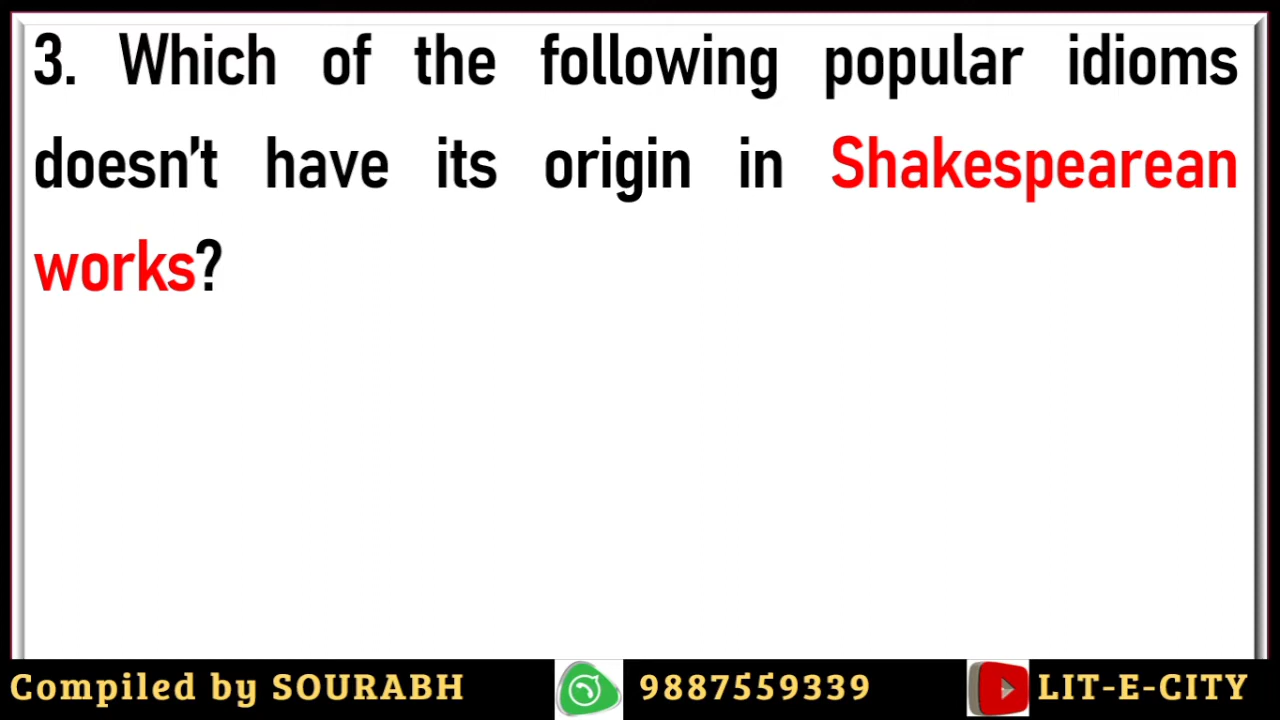 3. Which of the following popular idioms
doesn't have its origin in Shakespearean
works?
Compiled by SOURABH 9887559339 LIT-E-CITY